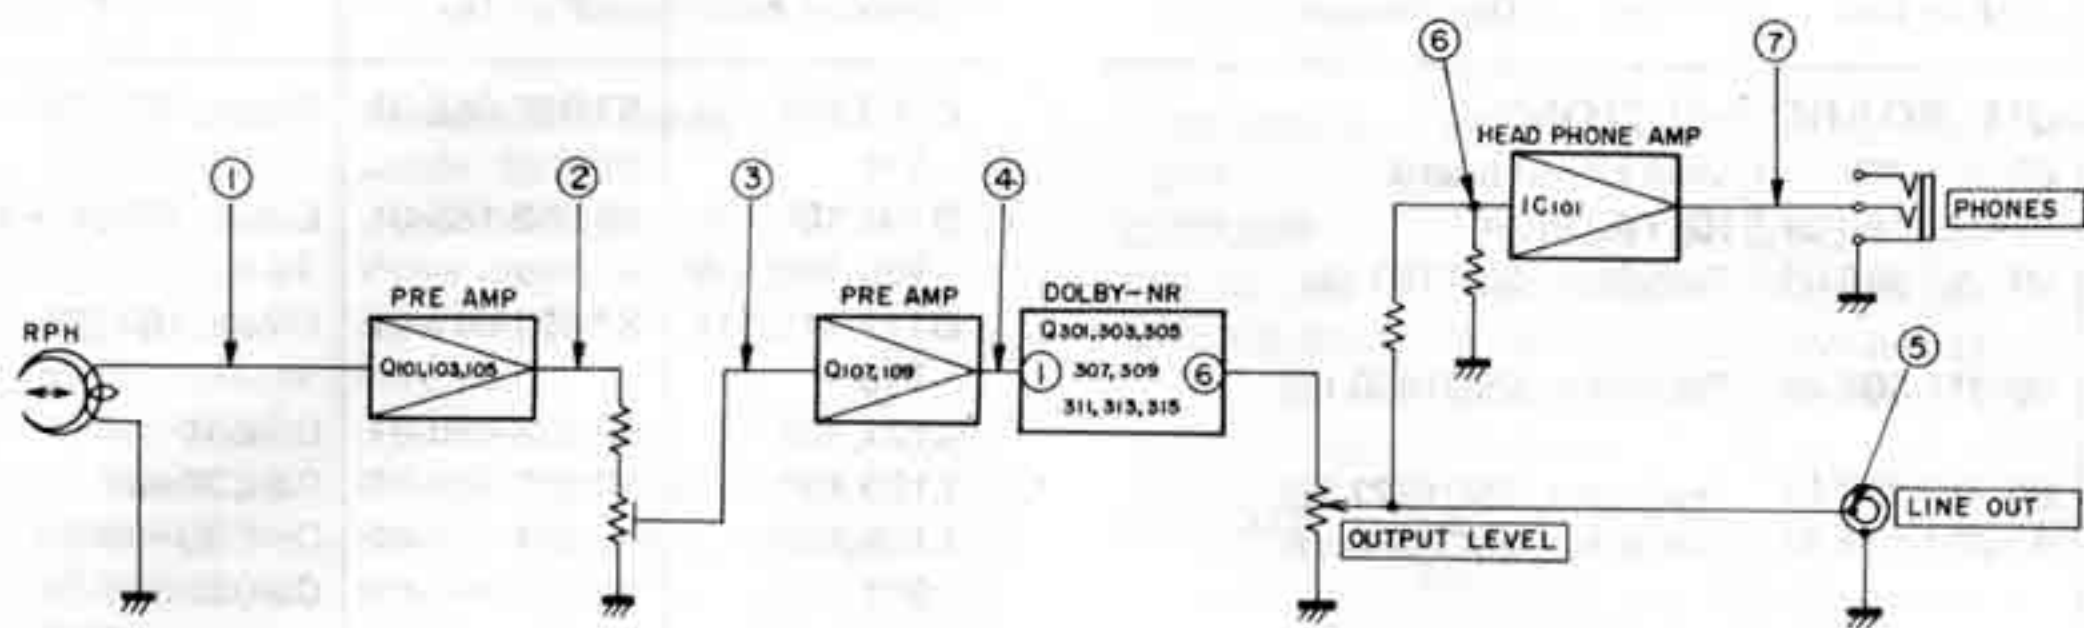 ⑥
⑦
HEAD PHONE AMP
①
②
③
④
IC101
PHONES
PRE AMP
PRE AMP
DOLBY-NR
RPH
Q301,303,305
⑤
Q101,103,105
Q107,109
①
307,309
⑥
311,313,315
LINE OUT
OUTPUT LEVEL